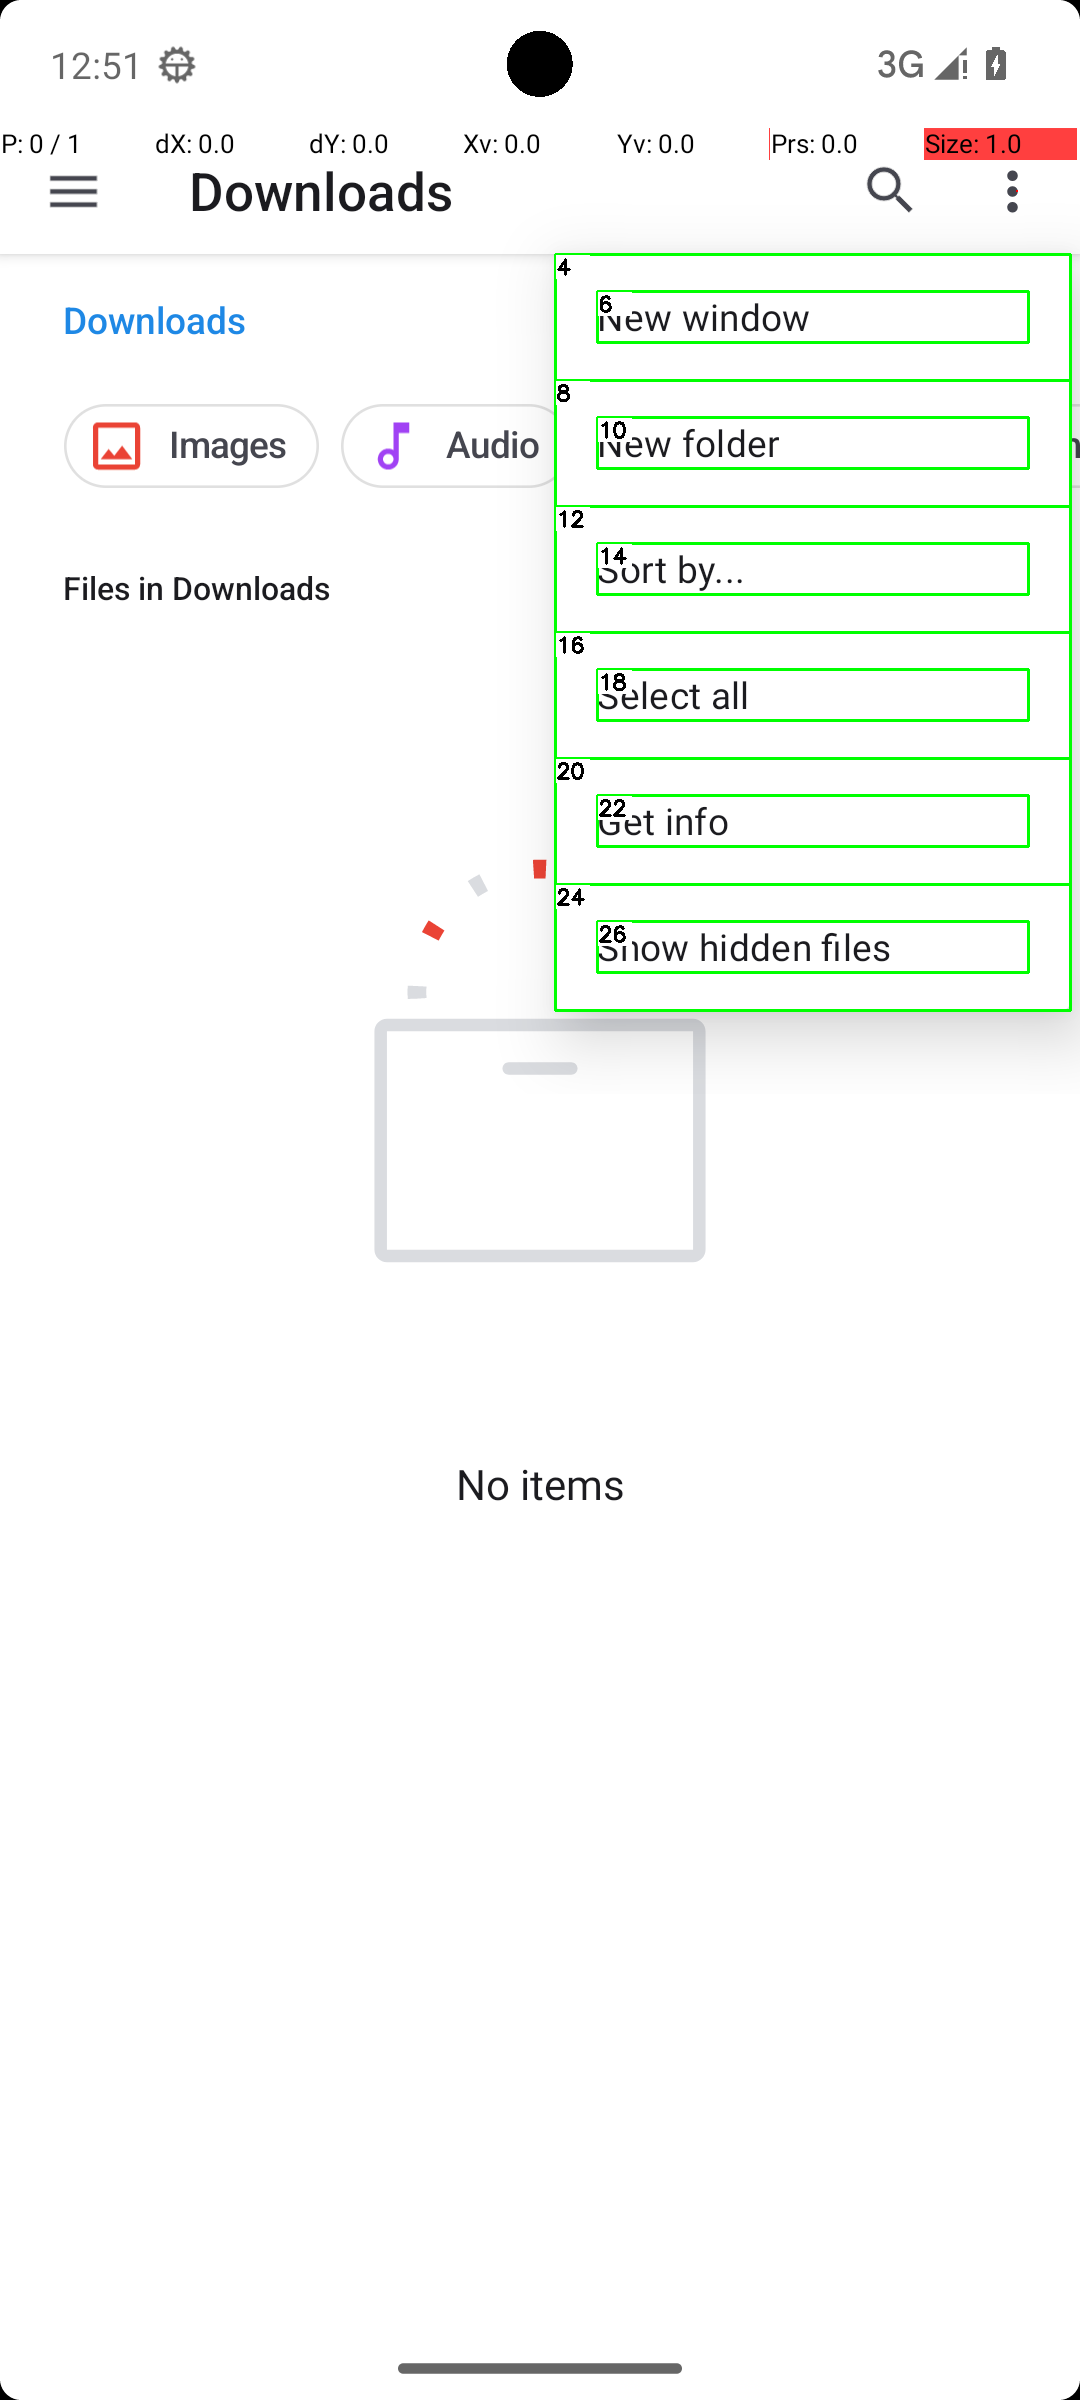 12:51 3G
P: 0 / 1 dX: 0.0 dY: 0.0 Xv: 0.0 Yv: 0.0 Prs: 0.0 Size: 1.0
Downloads
4
6 New window
Downloads
8
10 New folder
Images Audio
12
14 Sort by...
Files in Downloads
16
18 Select all
20
22 Get info
24
26 Show hidden files
No items